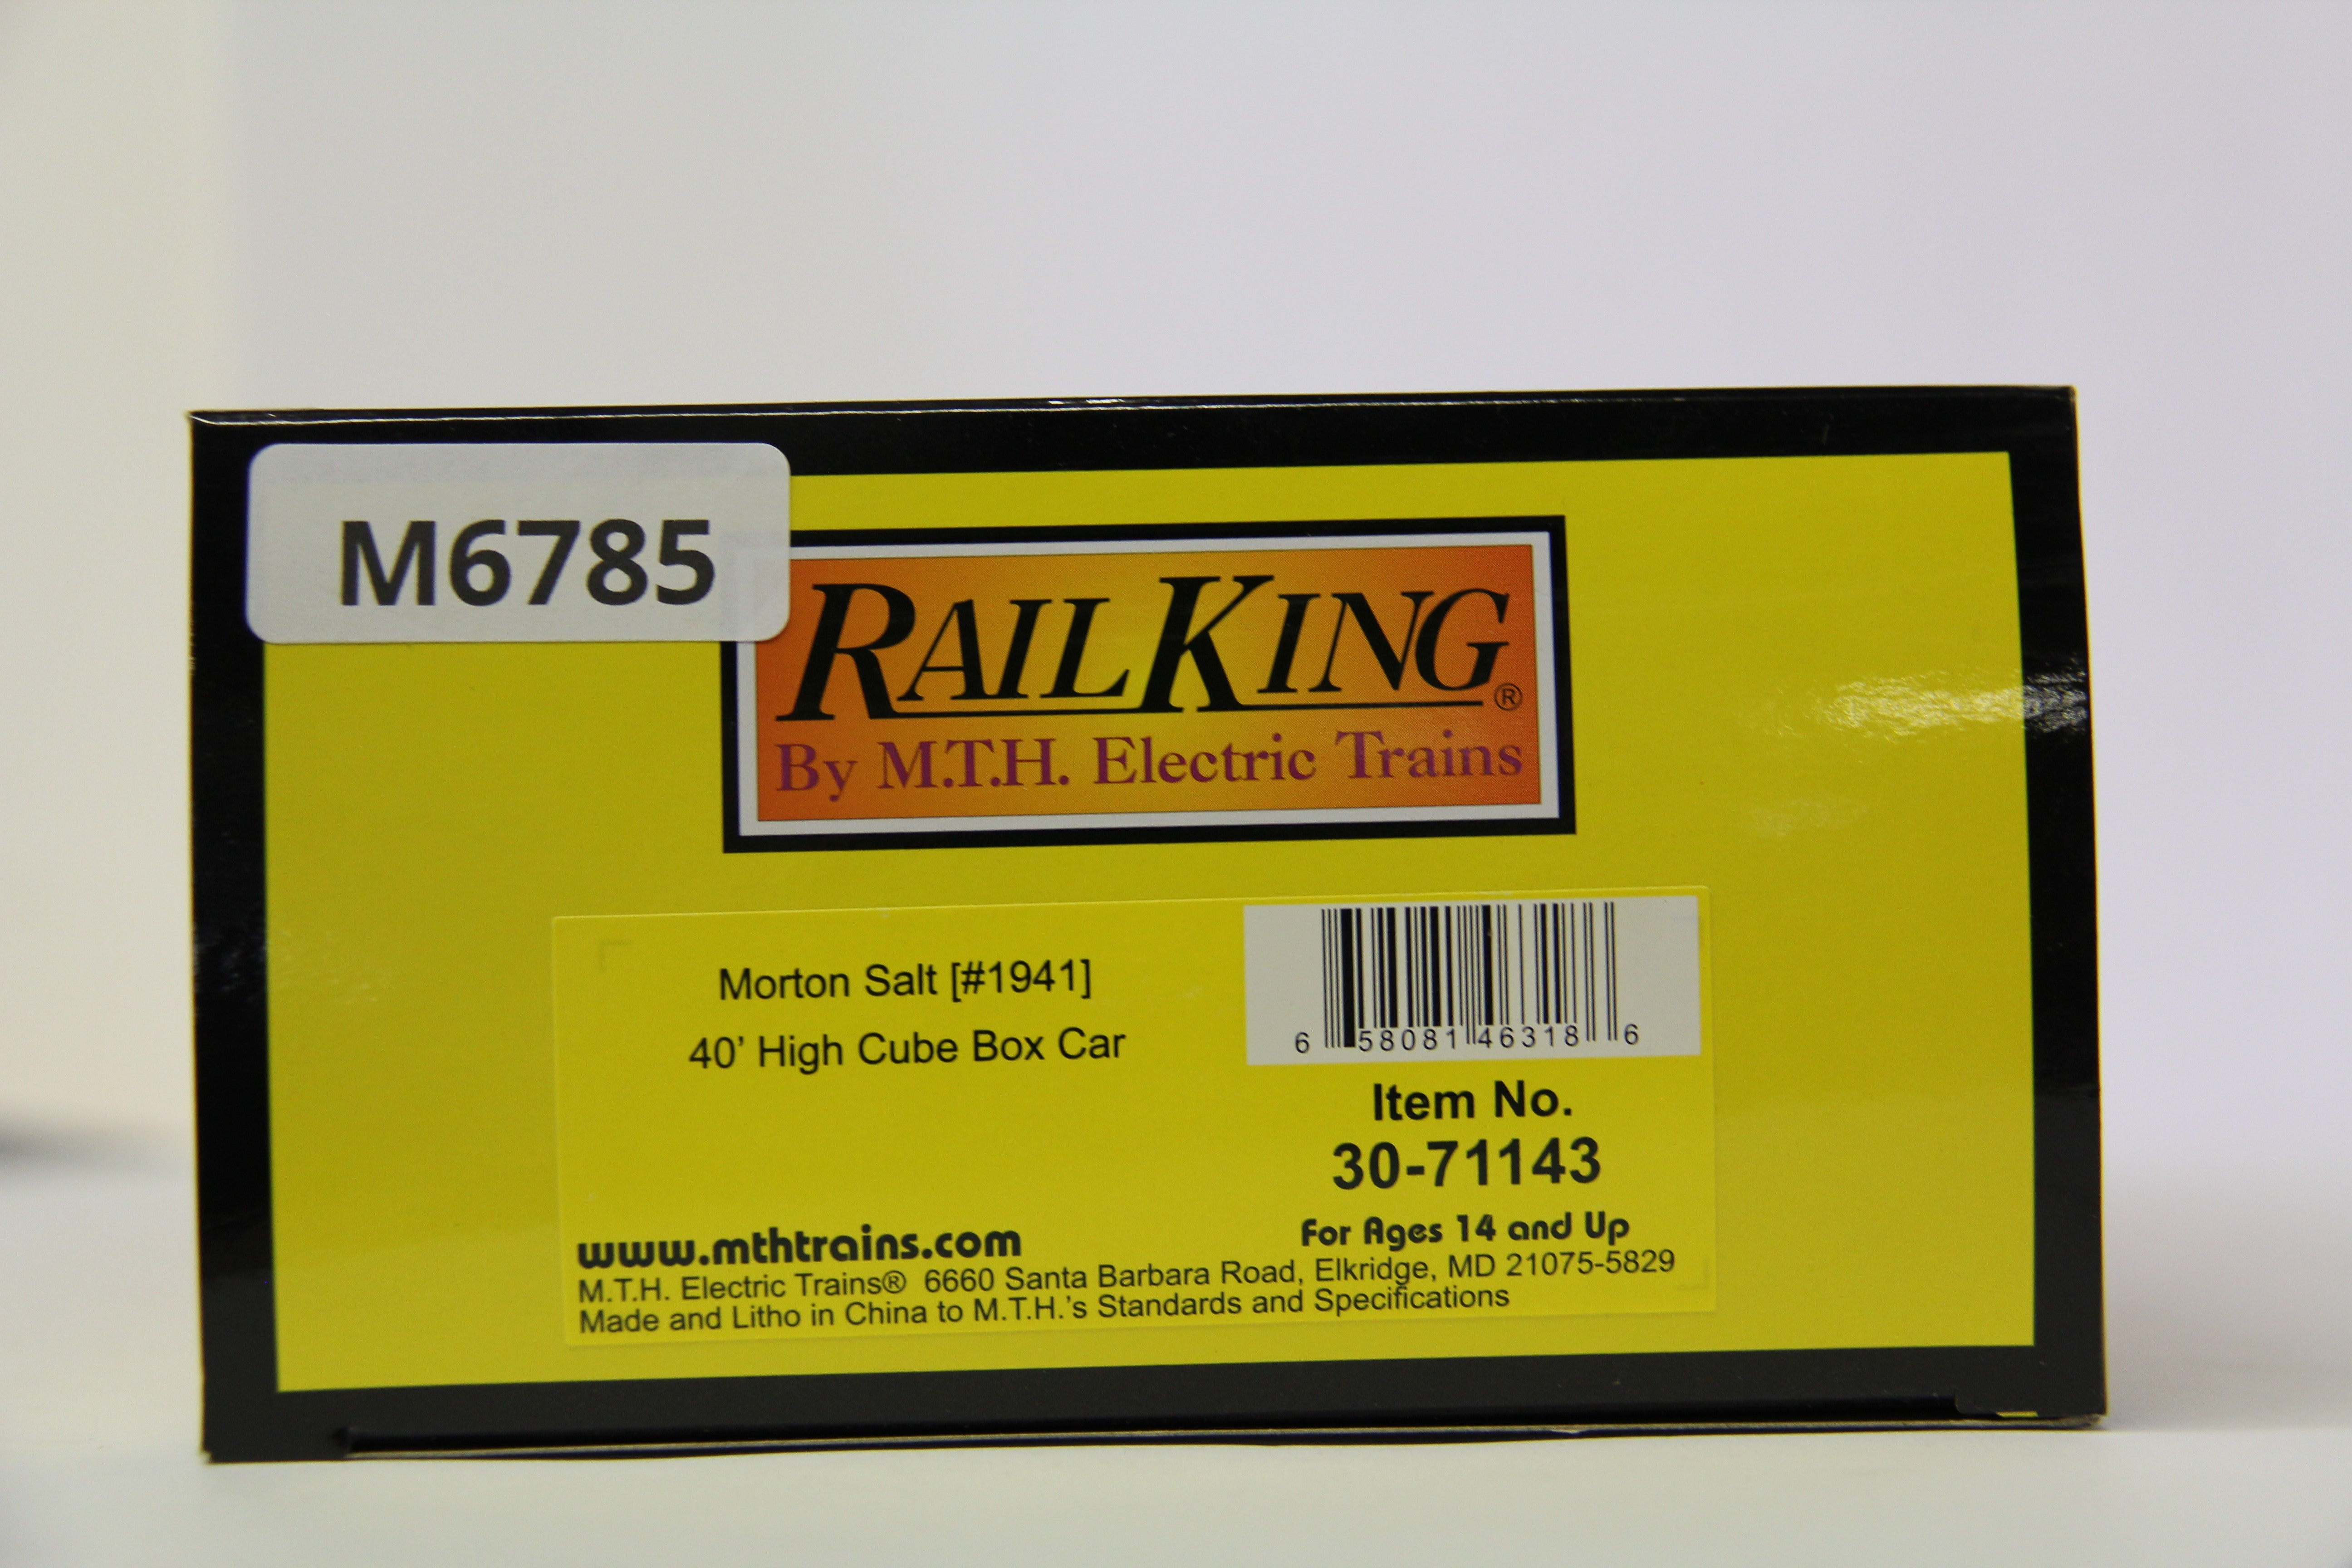 M6785
RAILKING®
By M.T.H. Electric Trains
Morton Salt [#1941]
40' High Cube Box Car
6 58081 46318 6
Item No.
30-71143
For Ages 14 and Up
www.mthtrains.com
M.T.H. Electric Trains® 6660 Santa Barbara Road, Elkridge, MD 21075-5829
Made and Litho in China to M.T.H.'s Standards and Specifications